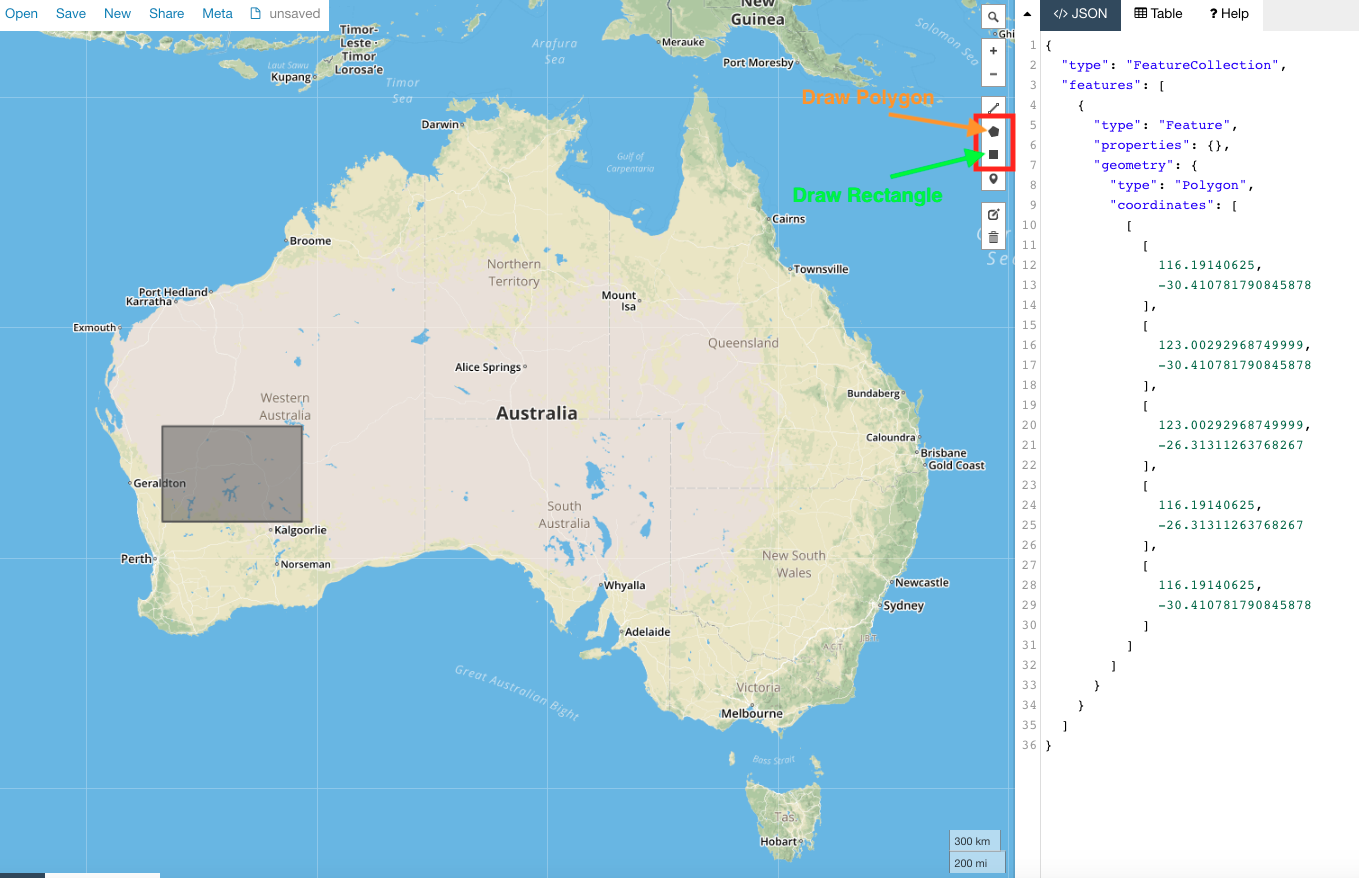 Open Save New Share Meta unsaved
</> JSON Table ? Help
New
Guinea
Timor-
Leste
Timor
Lorosa'e
Laut Sawu
Kupang
Timor
Sea
Arafura
Sea
Merauke
Port Moresby
Solomon Sea
Ghi
+
−
Draw Polygon
Draw Rectangle
Darwin
Gulf of
Carpentaria
Cairns
Broome
Northern
Territory
Townsville
Port Hedland
Karratha
Mount
Isa
Exmouth
Queensland
Alice Springs
Western
Australia
Australia
Bundaberg
Caloundra
Brisbane
Gold Coast
Geraldton
South
Australia
Kalgoorlie
Perth
Norseman
New South
Wales
Whyalla
Newcastle
Sydney
Adelaide
A.C.T.
J.B.T.
Great Australian Bight
Victoria
Melbourne
Bass Strait
Tas.
Hobart
300 km
200 mi
1 {
2 "type": "FeatureCollection",
3 "features": [
4 {
5 "type": "Feature",
6 "properties": {},
7 "geometry": {
8 "type": "Polygon",
9 "coordinates": [
10 [
11 [
12 116.19140625,
13 -30.410781790845878
14 ],
15 [
16 123.00292968749999,
17 -30.410781790845878
18 ],
19 [
20 123.00292968749999,
21 -26.31311263768267
22 ],
23 [
24 116.19140625,
25 -26.31311263768267
26 ],
27 [
28 116.19140625,
29 -30.410781790845878
30 ]
31 ]
32 ]
33 }
34 }
35 ]
36 }